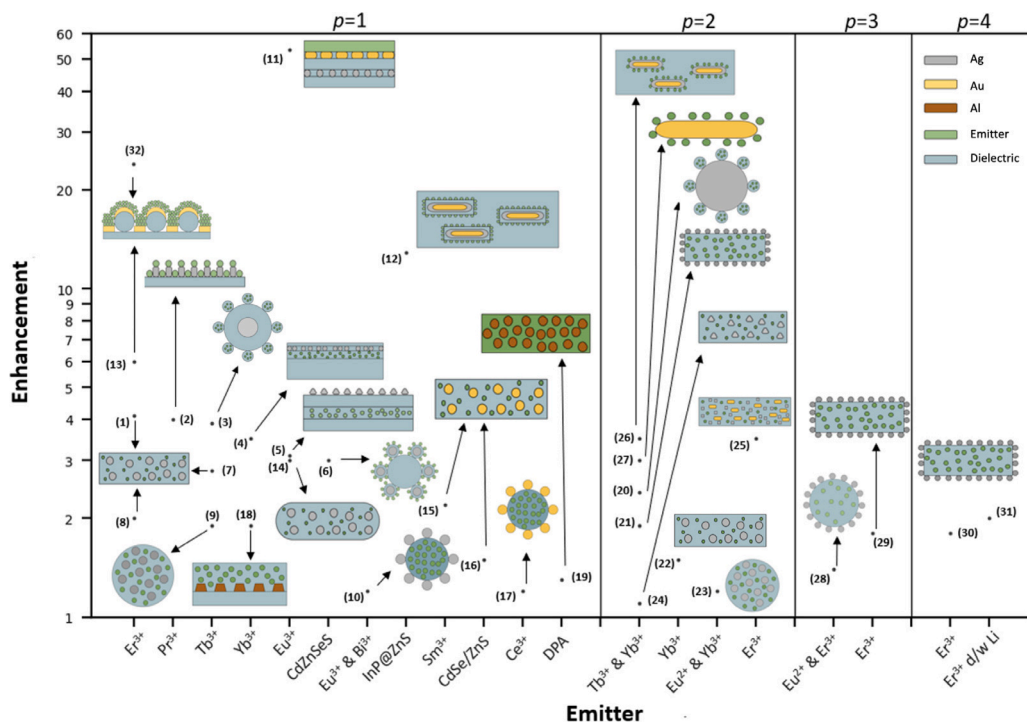 p=1 p=2 p=3 p=4
60
50
40
30
20
10
9
8
7
6
5
4
3
2
1
Enhancement
(11)
(32)
(12)
(13)
(1)
(2)
(3)
(4)
(5)
(14)
(6)
(7)
(8)
(9)
(18)
(10)
(15)
(16)
(17)
(19)
(26)
(27)
(20)
(21)
(22)
(23)
(24)
(25)
(28)
(29)
(30)
(31)
Ag
Au
Al
Emitter
Dielectric
Er³⁺
Pr³⁺
Tb³⁺
Yb³⁺
Eu³⁺
CdZnSeS
Eu³⁺ & Bi³⁺
InP@ZnS
Sm³⁺
CdSe/ZnS
Ce³⁺
DPA
Tb³⁺ & Yb³⁺
Yb³⁺
Eu²⁺ & Yb³⁺
Er³⁺
Eu²⁺ & Er³⁺
Er³⁺
Er³⁺
Er³⁺ d/w Li
Emitter